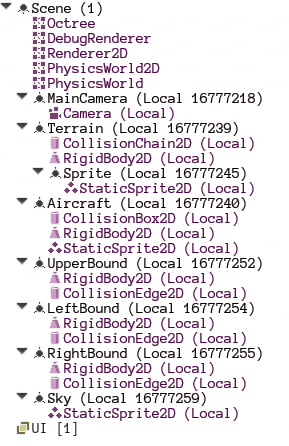 Scene (1)
Octree
DebugRenderer
Renderer2D
PhysicsWorld2D
PhysicsWorld
MainCamera (Local 16777218)
Camera (Local)
Terrain (Local 16777239)
CollisionChain2D (Local)
RigidBody2D (Local)
Sprite (Local 16777245)
StaticSprite2D (Local)
Aircraft (Local 16777240)
CollisionBox2D (Local)
RigidBody2D (Local)
StaticSprite2D (Local)
UpperBound (Local 16777252)
RigidBody2D (Local)
CollisionEdge2D (Local)
LeftBound (Local 16777254)
RigidBody2D (Local)
CollisionEdge2D (Local)
RightBound (Local 16777255)
RigidBody2D (Local)
CollisionEdge2D (Local)
Sky (Local 16777259)
StaticSprite2D (Local)
UI [1]